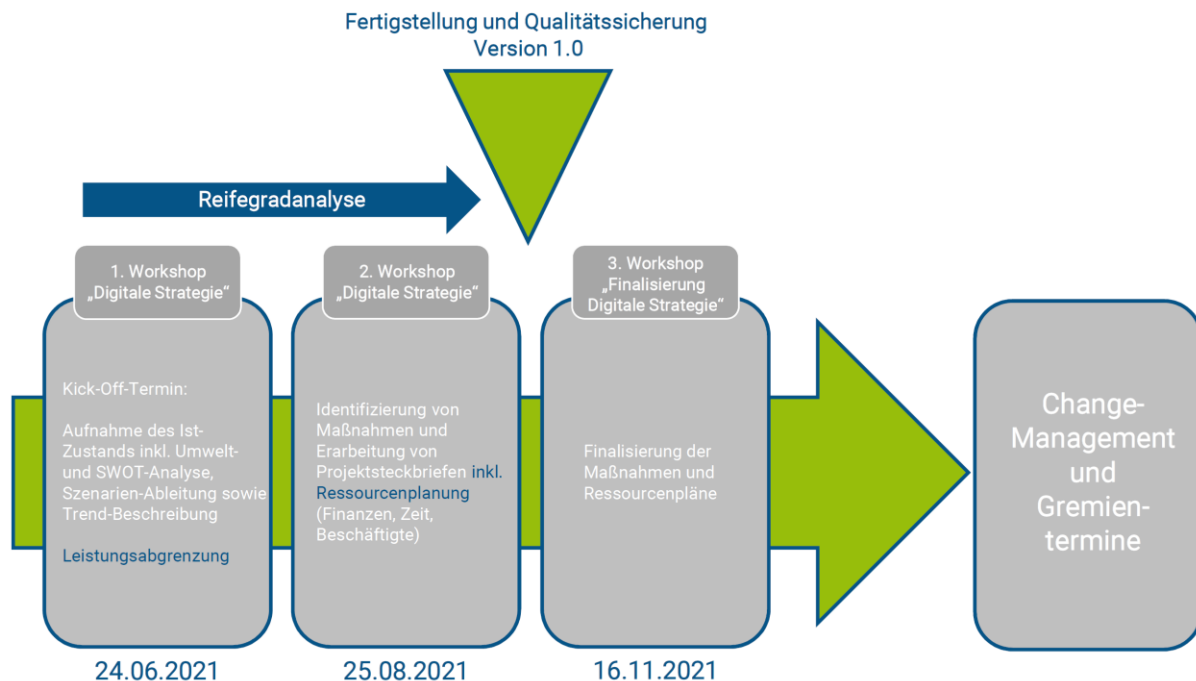 Fertigstellung und Qualitätssicherung
Version 1.0
Reifegradanalyse
1. Workshop
„Digitale Strategie“
Kick-Off-Termin:
Aufnahme des Ist-
Zustands inkl. Umwelt-
und SWOT-Analyse,
Szenarien-Ableitung sowie
Trend-Beschreibung
Leistungsabgrenzung
24.06.2021
2. Workshop
„Digitale Strategie“
Identifizierung von
Maßnahmen und
Erarbeitung von
Projektsteckbriefen inkl.
Ressourcenplanung
(Finanzen, Zeit,
Beschäftigte)
25.08.2021
3. Workshop
„Finalisierung
Digitale Strategie“
Finalisierung der
Maßnahmen und
Ressourcenpläne
16.11.2021
Change-
Management
und
Gremien-
termine